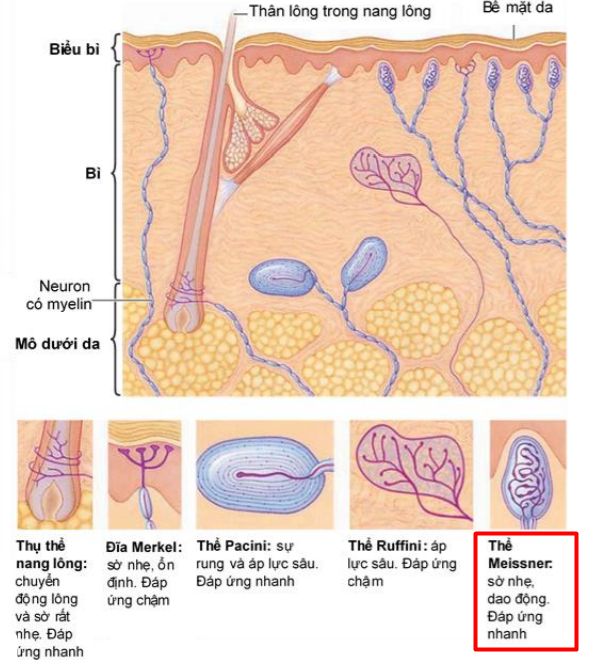 Thân lông trong nang lông
Bề mặt da
Biểu bì
Bì
Neuron
có myelin
Mô dưới da
Thụ thể
nang lông:
chuyển
động lông
và sờ rất
nhẹ. Đáp
ứng nhanh
Đĩa Merkel:
sờ nhẹ, ổn
định. Đáp
ứng chậm
Thể Pacini: sự
rung và áp lực sâu.
Đáp ứng nhanh
Thể Ruffini: áp
lực sâu. Đáp ứng
chậm
Thể
Meissner:
sờ nhẹ,
dao động.
Đáp ứng
nhanh